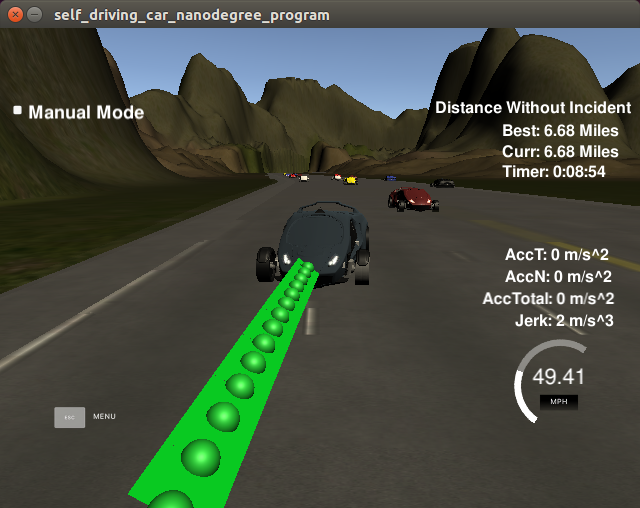 self_driving_car_nanodegree_program
Manual Mode
Distance Without Incident
Best: 6.68 Miles
Curr: 6.68 Miles
Timer: 0:08:54
AccT: 0 m/s^2
AccN: 0 m/s^2
AccTotal: 0 m/s^2
Jerk: 2 m/s^3
49.41
MPH
ESC MENU